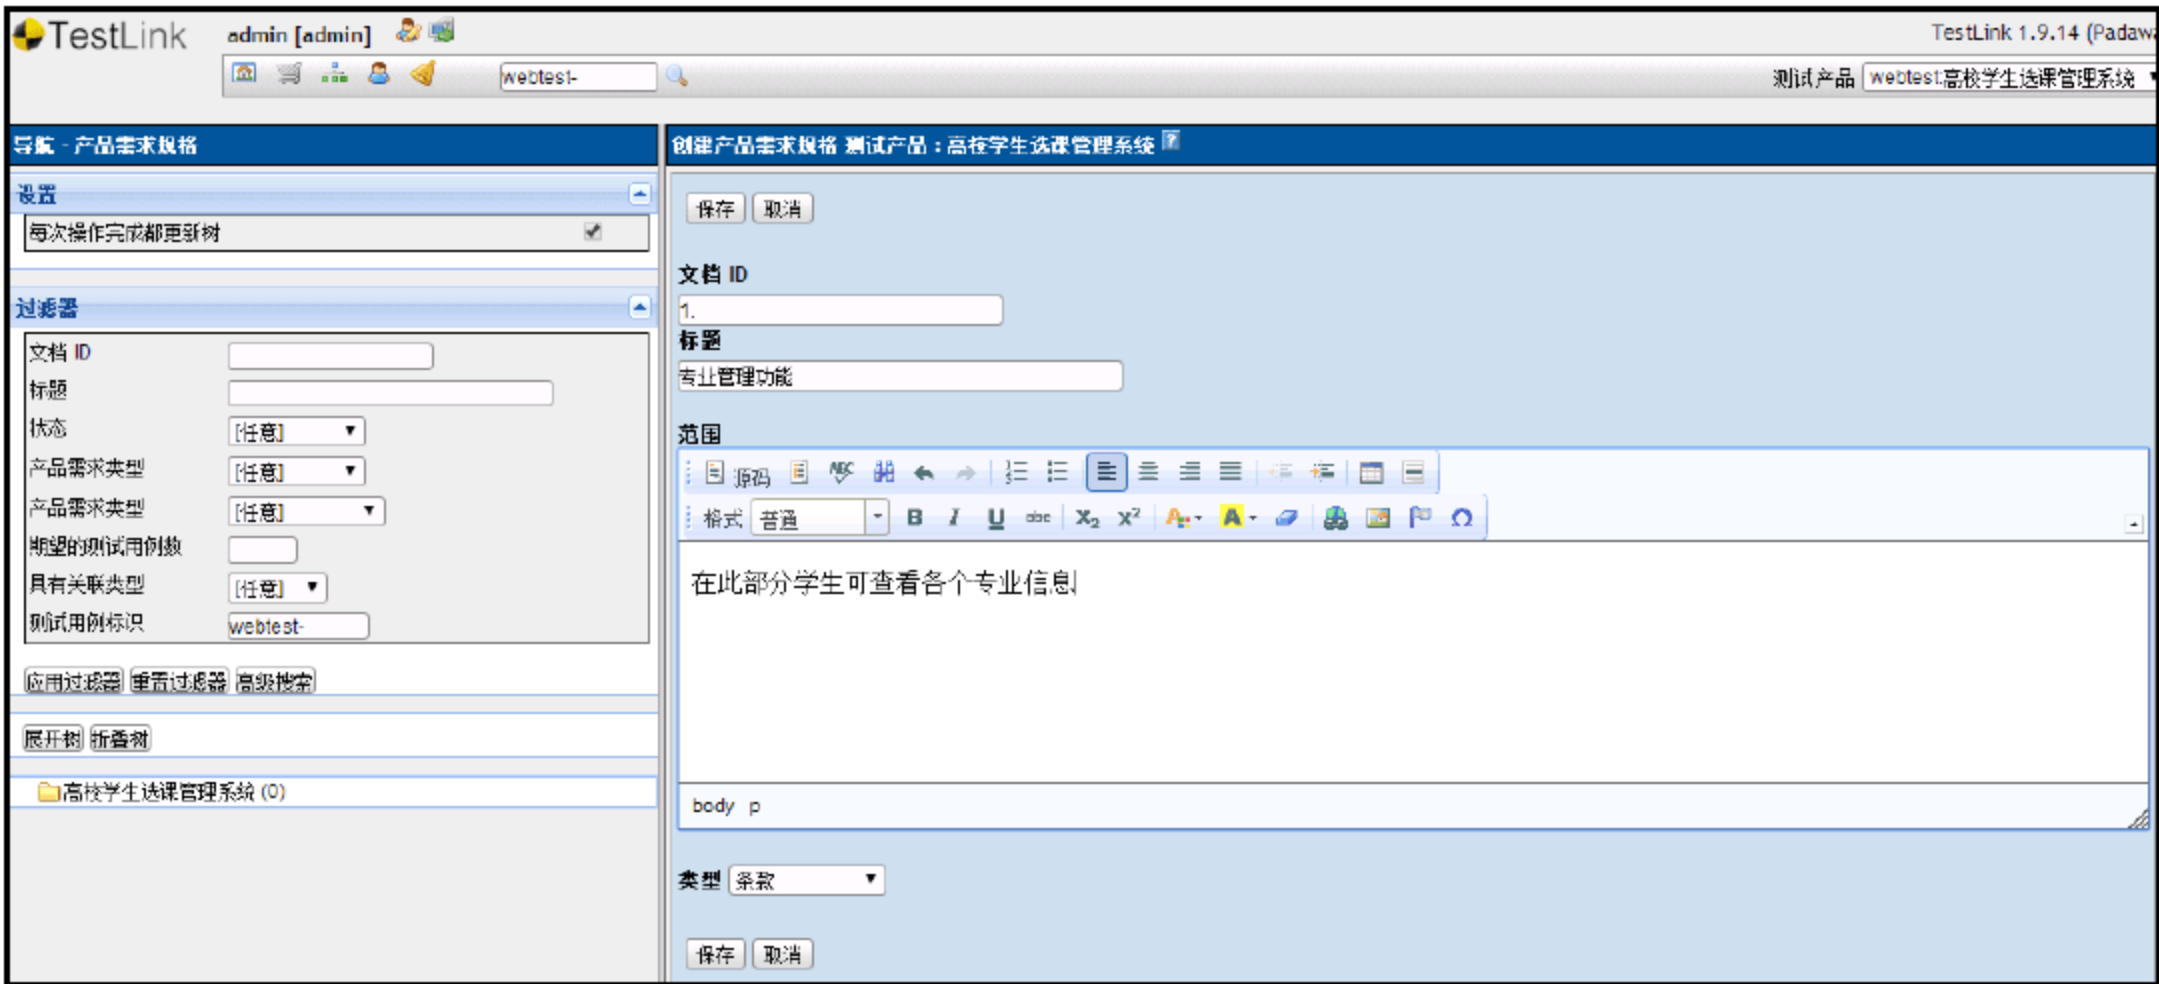 TestLink admin [admin] TestLink 1.9.14 (Padawa
webtest- 测试产品 webtest:高校学生选课管理系统
导航 - 产品需求规格
设置
每次操作完成都更新树
过滤器
文档 ID
标题
状态 [任意]
产品需求类型 [任意]
产品需求类型 [任意]
期望的测试用例数
具有关联类型 [任意]
测试用例标识 webtest-
应用过滤器 重置过滤器 高级搜索
展开树 折叠树
高校学生选课管理系统 (0)
创建产品需求规格 测试产品 : 高校学生选课管理系统
保存 取消
文档 ID
1.
标题
专业管理功能
范围
源码 ABC
格式 普通 B I U abc X₂ X² A A Ω
在此部分学生可查看各个专业信息
body p
类型 条款
保存 取消